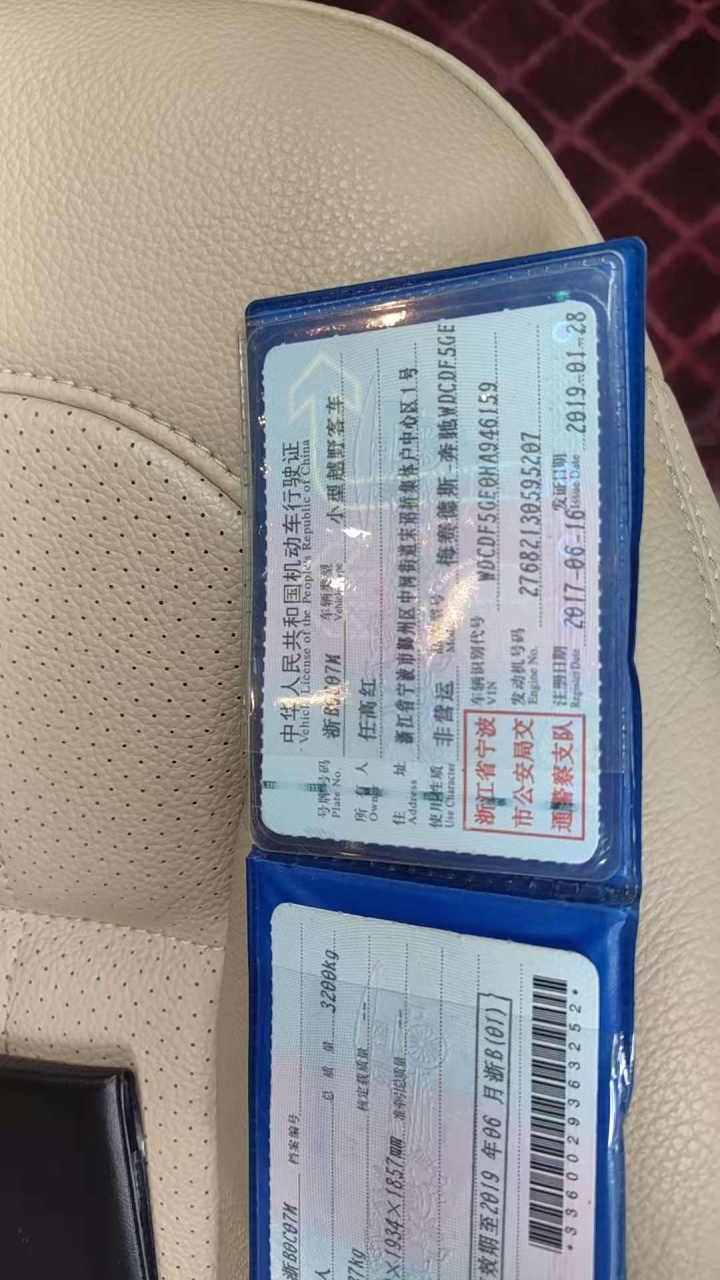 中华人民共和国机动车行驶证
Vehicle License of the People's Republic of China
号牌号码 浙B0C07M 车辆类型 小型越野客车
Plate No. Vehicle Type
所有人 任高红
Owner
住址 浙江省宁波市鄞州区中河街道宋诏桥集体户中心区1号
Address
使用性质 非营运 梅赛德斯-奔驰WDCDF5GE
Use Character
浙江省宁波
市公安局交
通警察支队
车辆识别代号 WDCDF5GE0HA946159
VIN
发动机号码 27682130595207
Engine No.
注册日期 2017-06-16 发证日期 2019-01-28
Register Date Issue Date
浙B0C07M 档案编号
人 总质量 3200kg
37kg 核定载质量 --
×1934×1857mm 准牵引总质量 --
效期至2019年06月浙B(01)
*3360029363252*